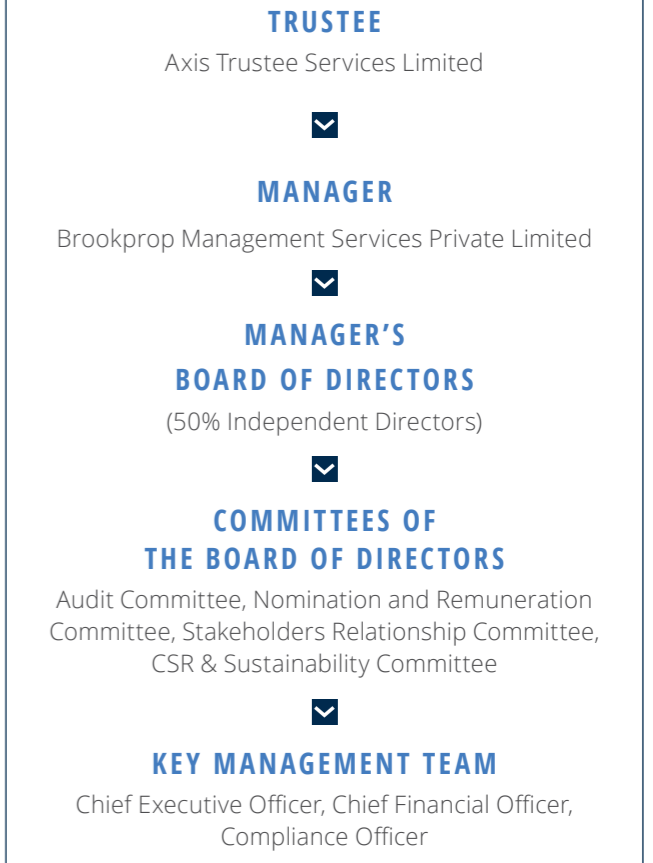 TRUSTEE
Axis Trustee Services Limited
MANAGER
Brookprop Management Services Private Limited
MANAGER’S
BOARD OF DIRECTORS
(50% Independent Directors)
COMMITTEES OF
THE BOARD OF DIRECTORS
Audit Committee, Nomination and Remuneration
Committee, Stakeholders Relationship Committee,
CSR & Sustainability Committee
KEY MANAGEMENT TEAM
Chief Executive Officer, Chief Financial Officer,
Compliance Officer